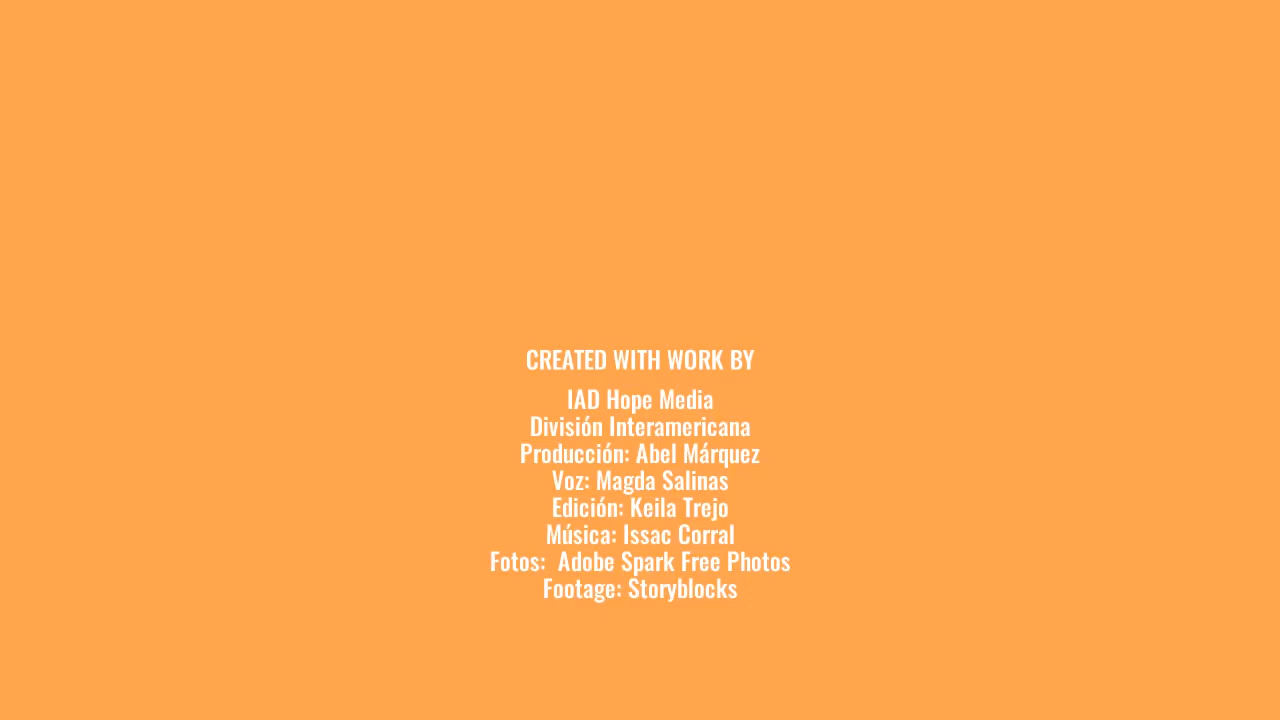 CREATED WITH WORK BY
IAD Hope Media
División Interamericana
Producción: Abel Márquez
Voz: Magda Salinas
Edición: Keila Trejo
Música: Issac Corral
Fotos:  Adobe Spark Free Photos
Footage: Storyblocks